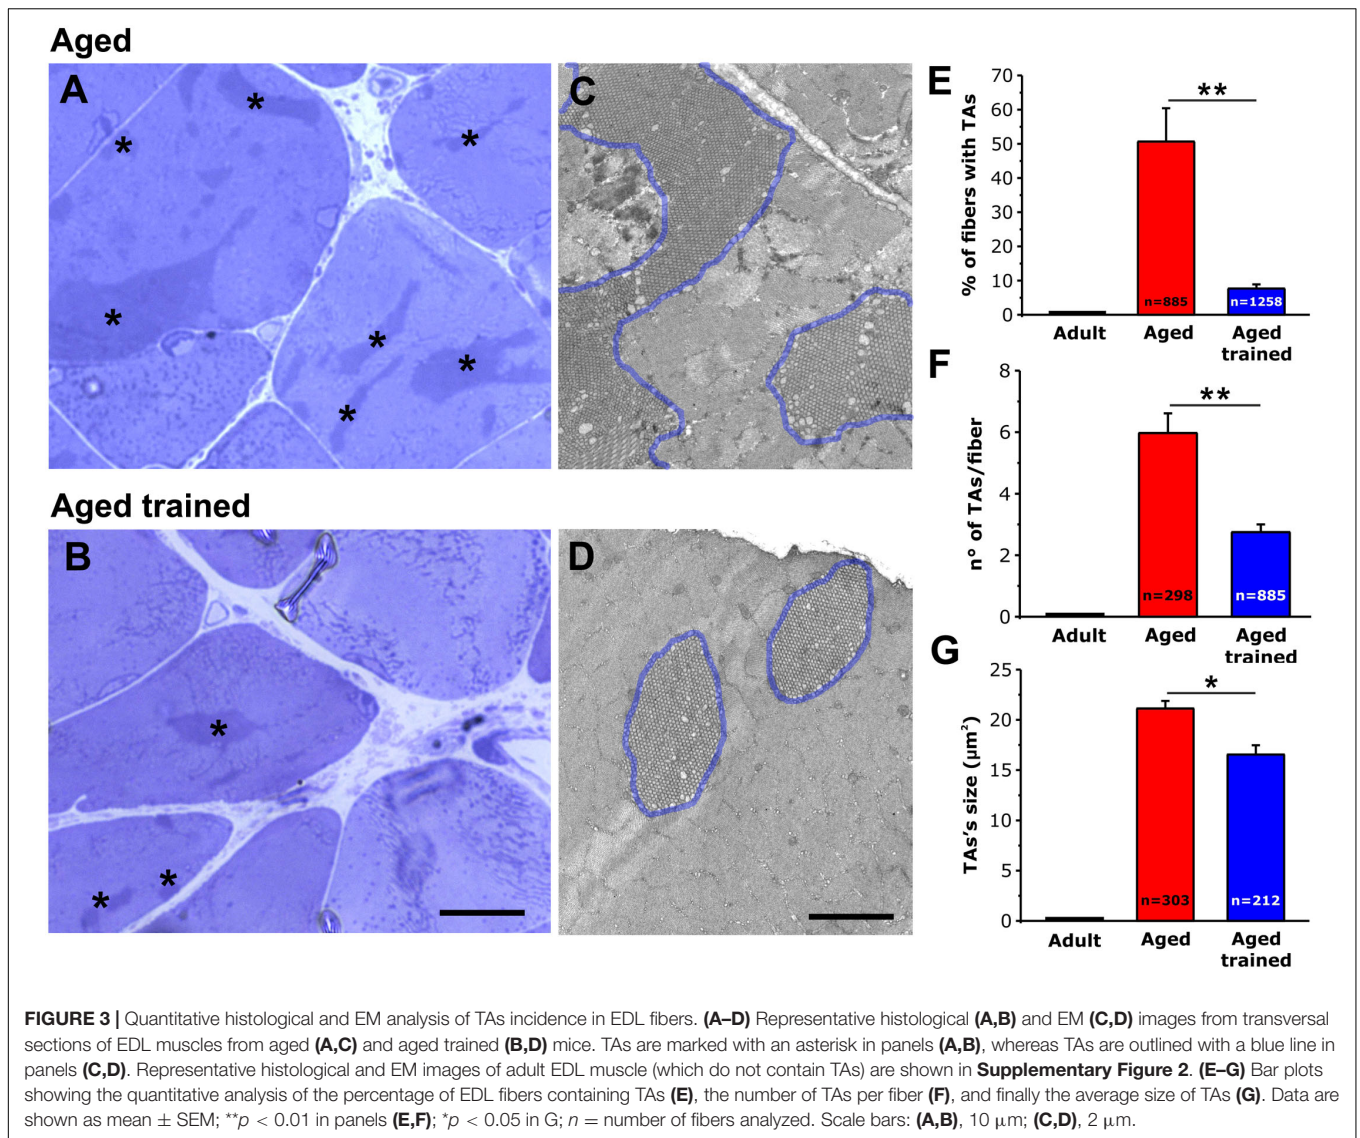 Aged
A
*
*
*
*
*
*
*
C
Aged trained
B
*
*
*
D
E
% of fibers with TAs
70
60
50
40
30
20
10
0
**
n=885
n=1258
Adult
Aged
Aged
trained
F
n° of TAs/fiber
8
6
4
2
0
**
n=298
n=885
Adult
Aged
Aged
trained
G
TAs's size (µm²)
25
20
15
10
5
0
*
n=303
n=212
Adult
Aged
Aged
trained
FIGURE 3 | Quantitative histological and EM analysis of TAs incidence in EDL fibers. (A–D) Representative histological (A,B) and EM (C,D) images from transversal
sections of EDL muscles from aged (A,C) and aged trained (B,D) mice. TAs are marked with an asterisk in panels (A,B), whereas TAs are outlined with a blue line in
panels (C,D). Representative histological and EM images of adult EDL muscle (which do not contain TAs) are shown in Supplementary Figure 2. (E–G) Bar plots
showing the quantitative analysis of the percentage of EDL fibers containing TAs (E), the number of TAs per fiber (F), and finally the average size of TAs (G). Data are
shown as mean ± SEM; **p < 0.01 in panels (E,F); *p < 0.05 in G; n = number of fibers analyzed. Scale bars: (A,B), 10 µm; (C,D), 2 µm.